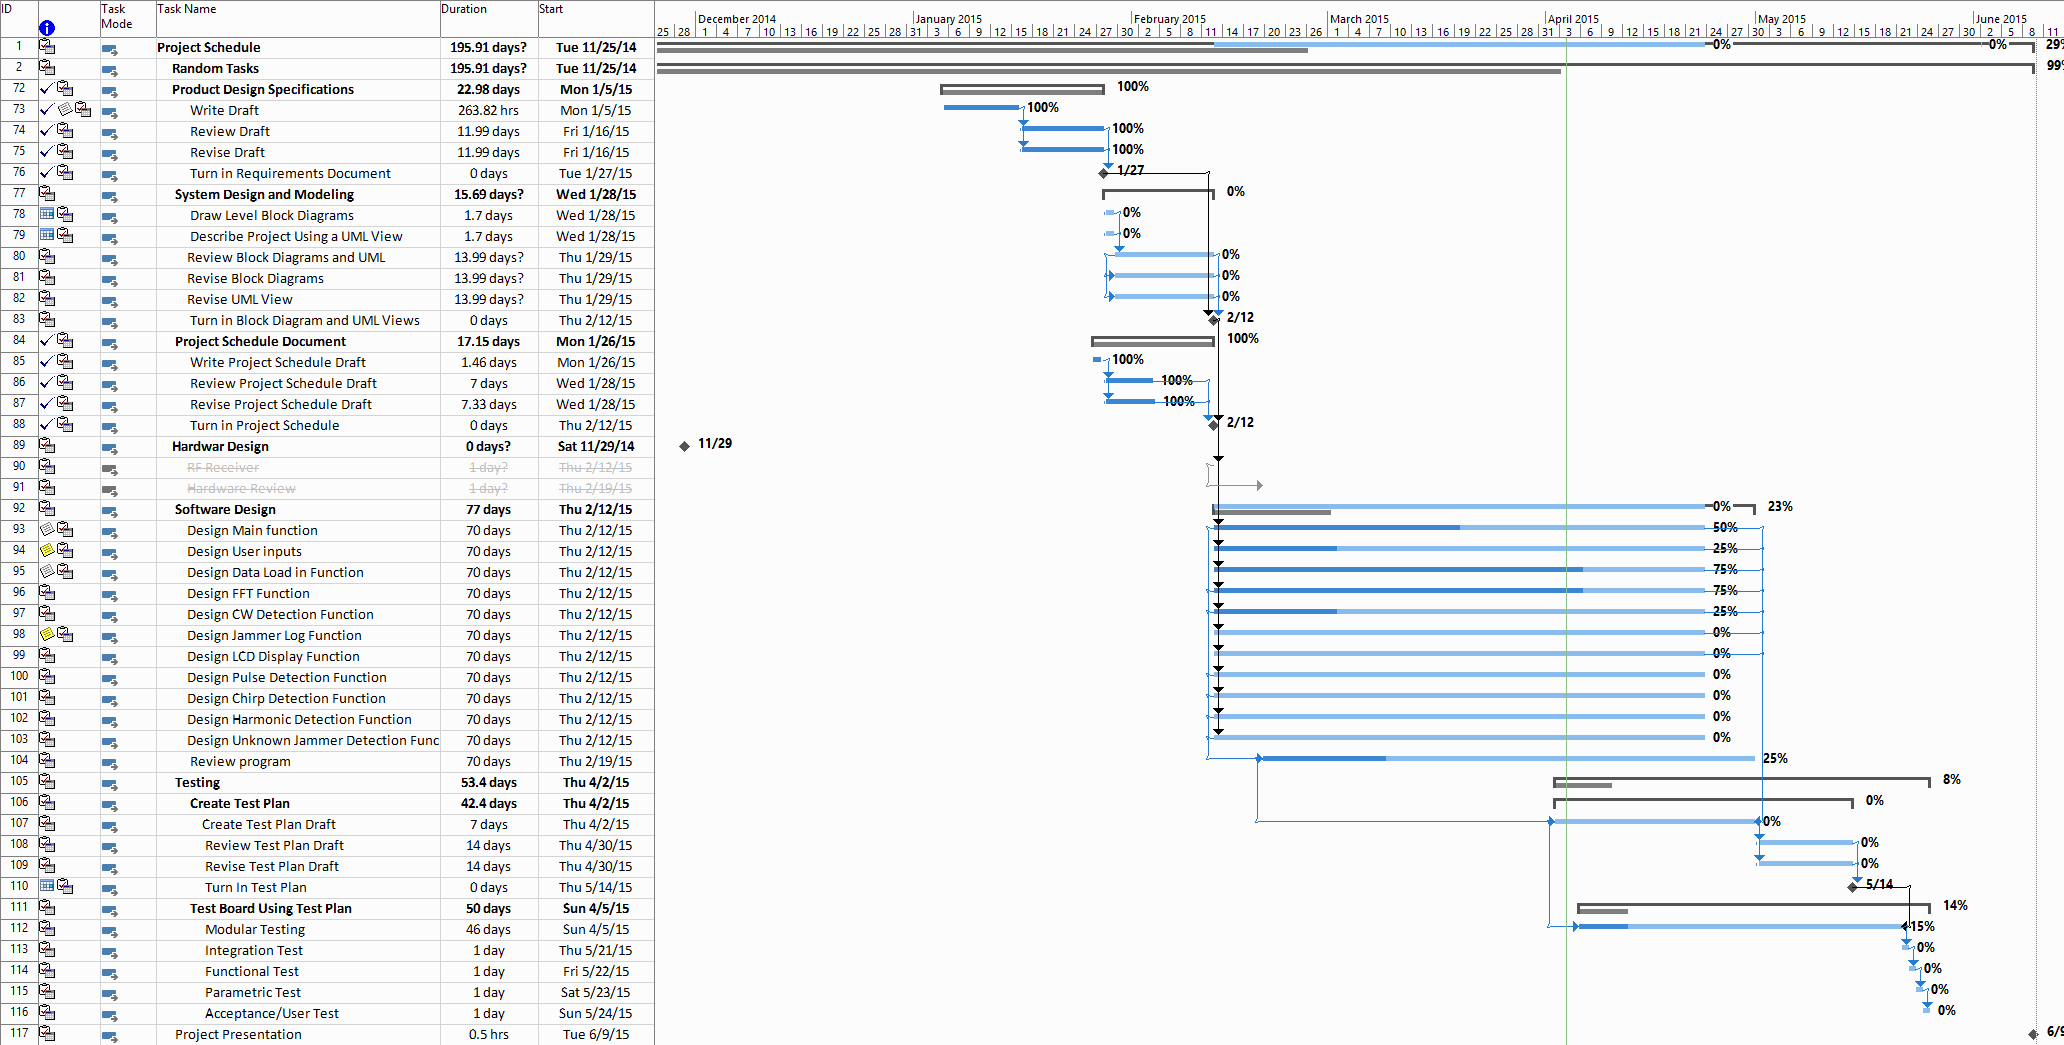 ID Task Mode Task Name Duration Start
December 2014 January 2015 February 2015 March 2015 April 2015 May 2015 June 2015
25 28 1 4 7 10 13 16 19 22 25 28 31 3 6 9 12 15 18 21 24 27 30 2 5 8 11 14 17 20 23 26 1 4 7 10 13 16 19 22 25 28 31 3 6 9 12 15 18 21 24 27 30 3 6 9 12 15 18 21 24 27 30 2 5 8 11
1 Project Schedule 195.91 days? Tue 11/25/14 0% 0% 29%
2 Random Tasks 195.91 days? Tue 11/25/14 99%
72 Product Design Specifications 22.98 days Mon 1/5/15 100%
73 Write Draft 263.82 hrs Mon 1/5/15 100%
74 Review Draft 11.99 days Fri 1/16/15 100%
75 Revise Draft 11.99 days Fri 1/16/15 100%
76 Turn in Requirements Document 0 days Tue 1/27/15 1/27
77 System Design and Modeling 15.69 days? Wed 1/28/15 0%
78 Draw Level Block Diagrams 1.7 days Wed 1/28/15 0%
79 Describe Project Using a UML View 1.7 days Wed 1/28/15 0%
80 Review Block Diagrams and UML 13.99 days? Thu 1/29/15 0%
81 Revise Block Diagrams 13.99 days? Thu 1/29/15 0%
82 Revise UML View 13.99 days? Thu 1/29/15 0%
83 Turn in Block Diagram and UML Views 0 days Thu 2/12/15 2/12
84 Project Schedule Document 17.15 days Mon 1/26/15 100%
85 Write Project Schedule Draft 1.46 days Mon 1/26/15 100%
86 Review Project Schedule Draft 7 days Wed 1/28/15 100%
87 Revise Project Schedule Draft 7.33 days Wed 1/28/15 100%
88 Turn in Project Schedule 0 days Thu 2/12/15 2/12
89 Hardwar Design 0 days? Sat 11/29/14 11/29
90 RF Receiver 1 day? Thu 2/12/15
91 Hardware Review 1 day? Thu 2/19/15
92 Software Design 77 days Thu 2/12/15 0% 23%
93 Design Main function 70 days Thu 2/12/15 50%
94 Design User inputs 70 days Thu 2/12/15 25%
95 Design Data Load in Function 70 days Thu 2/12/15 75%
96 Design FFT Function 70 days Thu 2/12/15 75%
97 Design CW Detection Function 70 days Thu 2/12/15 25%
98 Design Jammer Log Function 70 days Thu 2/12/15 0%
99 Design LCD Display Function 70 days Thu 2/12/15 0%
100 Design Pulse Detection Function 70 days Thu 2/12/15 0%
101 Design Chirp Detection Function 70 days Thu 2/12/15 0%
102 Design Harmonic Detection Function 70 days Thu 2/12/15 0%
103 Design Unknown Jammer Detection Func 70 days Thu 2/12/15 0%
104 Review program 70 days Thu 2/19/15 25%
105 Testing 53.4 days Thu 4/2/15 8%
106 Create Test Plan 42.4 days Thu 4/2/15 0%
107 Create Test Plan Draft 7 days Thu 4/2/15 0%
108 Review Test Plan Draft 14 days Thu 4/30/15 0%
109 Revise Test Plan Draft 14 days Thu 4/30/15 0%
110 Turn In Test Plan 0 days Thu 5/14/15 5/14
111 Test Board Using Test Plan 50 days Sun 4/5/15 14%
112 Modular Testing 46 days Sun 4/5/15 15%
113 Integration Test 1 day Thu 5/21/15 0%
114 Functional Test 1 day Fri 5/22/15 0%
115 Parametric Test 1 day Sat 5/23/15 0%
116 Acceptance/User Test 1 day Sun 5/24/15 0%
117 Project Presentation 0.5 hrs Tue 6/9/15 6/9